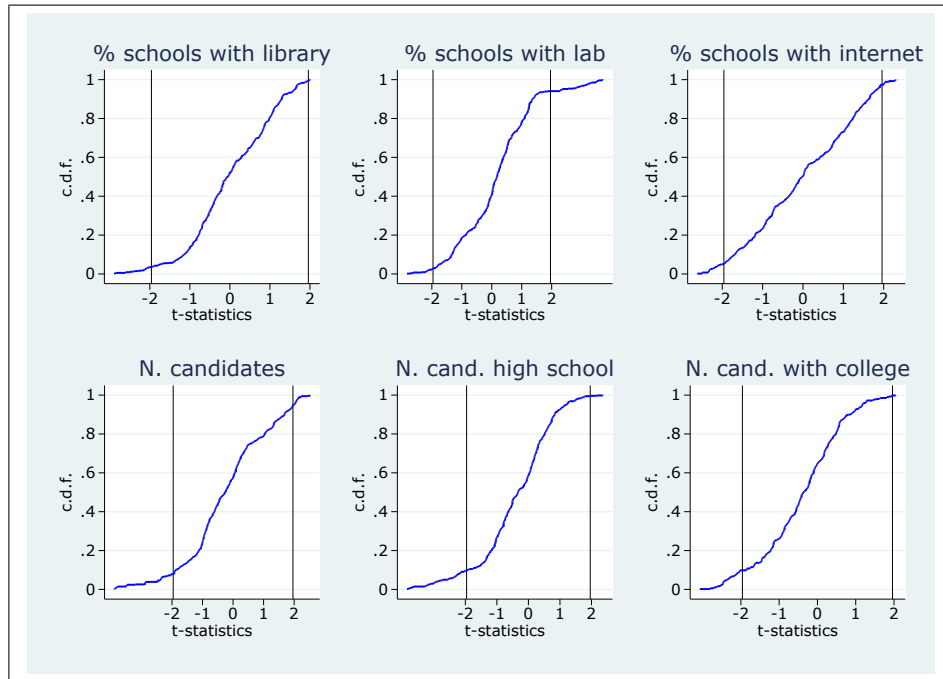 % schools with library
% schools with lab
% schools with internet
c.d.f.
1
.8
.6
.4
.2
0
-2 -1 0 1 2
t-statistics
c.d.f.
1
.8
.6
.4
.2
0
-2 -1 0 1 2 3
t-statistics
c.d.f.
1
.8
.6
.4
.2
0
-2 -1 0 1 2
t-statistics
N. candidates
N. cand. high school
N. cand. with college
c.d.f.
1
.8
.6
.4
.2
0
-2 -1 0 1 2
t-statistics
c.d.f.
1
.8
.6
.4
.2
0
-2 -1 0 1 2
t-statistics
c.d.f.
1
.8
.6
.4
.2
0
-2 -1 0 1 2
t-statistics